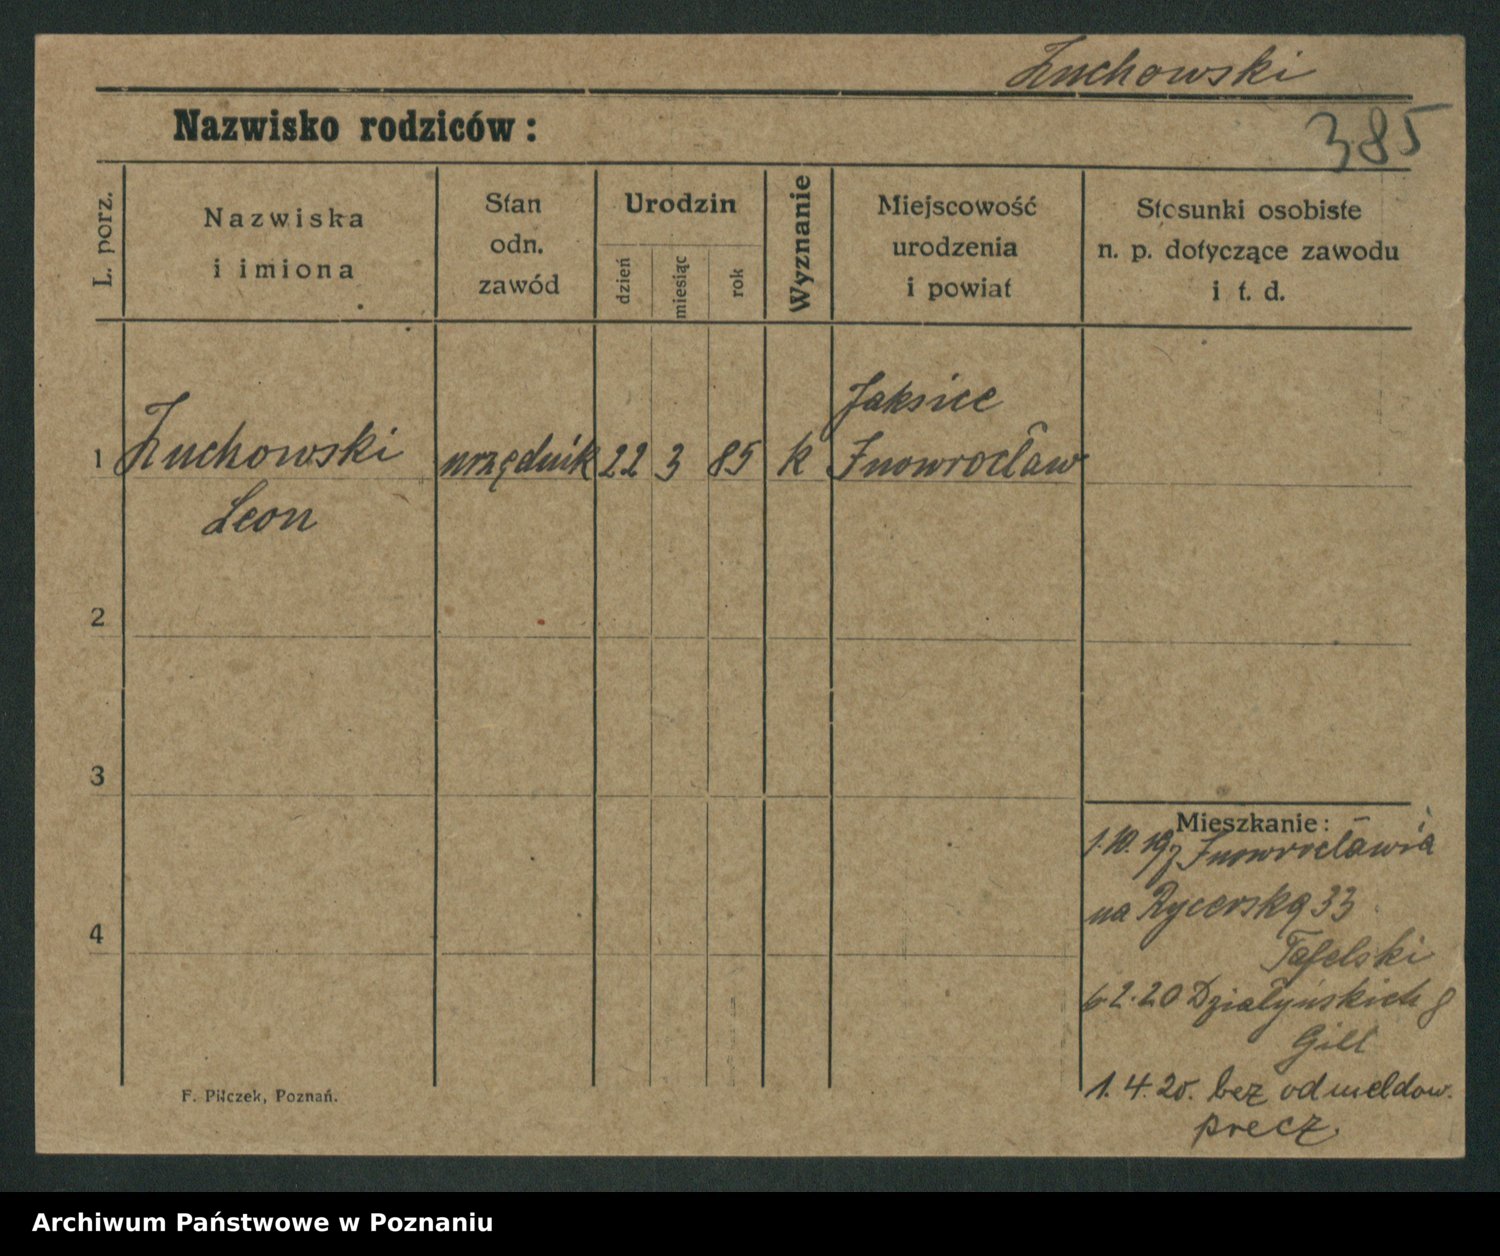 Żuchowski
Nazwisko rodziców:
385
L. porz.
Nazwiska
i imiona
Stan
odn.
zawód
Urodzin
dzień
miesiąc
rok
Wyznanie
Miejscowość
urodzenia
i powiat
Stosunki osobiste
n. p. dotyczące zawodu
i t. d.
Jaksice
1 Żuchowski urzędnik 22 3 85 k Inowrocław
Leon
2
3
4
Mieszkanie:
1.10.19 z Inowrocławia
na Rycerską 33
Tafelski
6.2.20 Działyńskich 8
Gill
1.4.20. bez odmeldow.
precz.
F. Pilczek, Poznań.
Archiwum Państwowe w Poznaniu